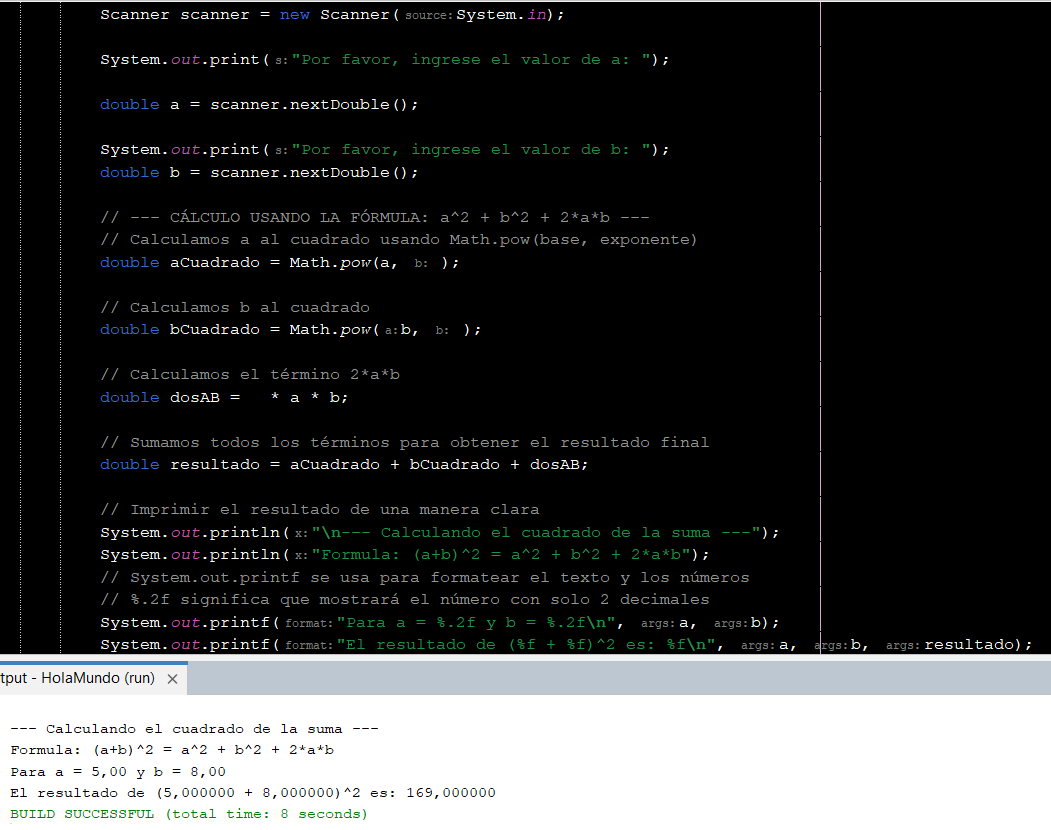 Scanner scanner = new Scanner(source:System.in);
System.out.print(s:"Por favor, ingrese el valor de a: ");
double a = scanner.nextDouble();
System.out.print(s:"Por favor, ingrese el valor de b: ");
double b = scanner.nextDouble();
// --- CÁLCULO USANDO LA FÓRMULA: a^2 + b^2 + 2*a*b ---
// Calculamos a al cuadrado usando Math.pow(base, exponente)
double aCuadrado = Math.pow(a, b: );
// Calculamos b al cuadrado
double bCuadrado = Math.pow(a:b, b: );
// Calculamos el término 2*a*b
double dosAB =   * a * b;
// Sumamos todos los términos para obtener el resultado final
double resultado = aCuadrado + bCuadrado + dosAB;
// Imprimir el resultado de una manera clara
System.out.println(x:"\n--- Calculando el cuadrado de la suma ---");
System.out.println(x:"Formula: (a+b)^2 = a^2 + b^2 + 2*a*b");
// System.out.printf se usa para formatear el texto y los números
// %.2f significa que mostrará el número con solo 2 decimales
System.out.printf(format:"Para a = %.2f y b = %.2f\n", args:a, args:b);
System.out.printf(format:"El resultado de (%f + %f)^2 es: %f\n", args:a, args:b, args:resultado);
tput - HolaMundo (run) ×
--- Calculando el cuadrado de la suma ---
Formula: (a+b)^2 = a^2 + b^2 + 2*a*b
Para a = 5,00 y b = 8,00
El resultado de (5,000000 + 8,000000)^2 es: 169,000000
BUILD SUCCESSFUL (total time: 8 seconds)